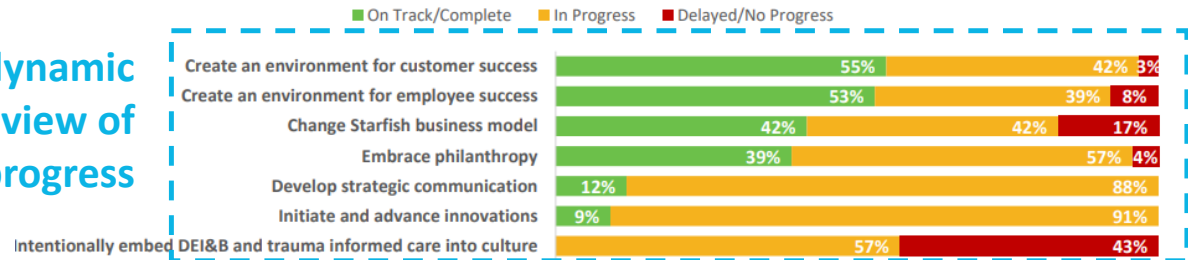 On Track/Complete In Progress Delayed/No Progress
dynamic
view of
progress
Create an environment for customer success 55% 42% 3%
Create an environment for employee success 53% 39% 8%
Change Starfish business model 42% 42% 17%
Embrace philanthropy 39% 57% 4%
Develop strategic communication 12% 88%
Initiate and advance innovations 9% 91%
Intentionally embed DEI&B and trauma informed care into culture 57% 43%